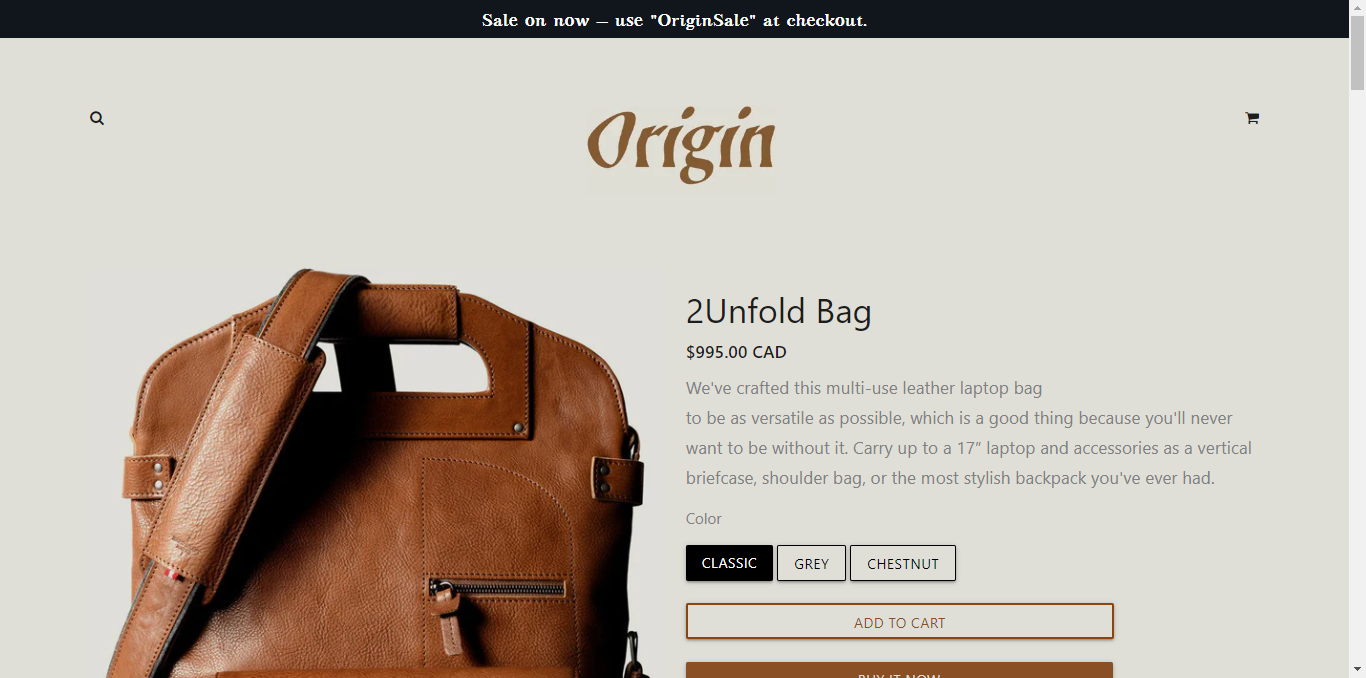 Sale on now — use "OriginSale" at checkout.
Origin
2Unfold Bag
$995.00 CAD
We've crafted this multi-use leather laptop bag
to be as versatile as possible, which is a good thing because you'll never
want to be without it. Carry up to a 17″ laptop and accessories as a vertical
briefcase, shoulder bag, or the most stylish backpack you've ever had.
Color
CLASSIC GREY CHESTNUT
ADD TO CART
BUY IT NOW